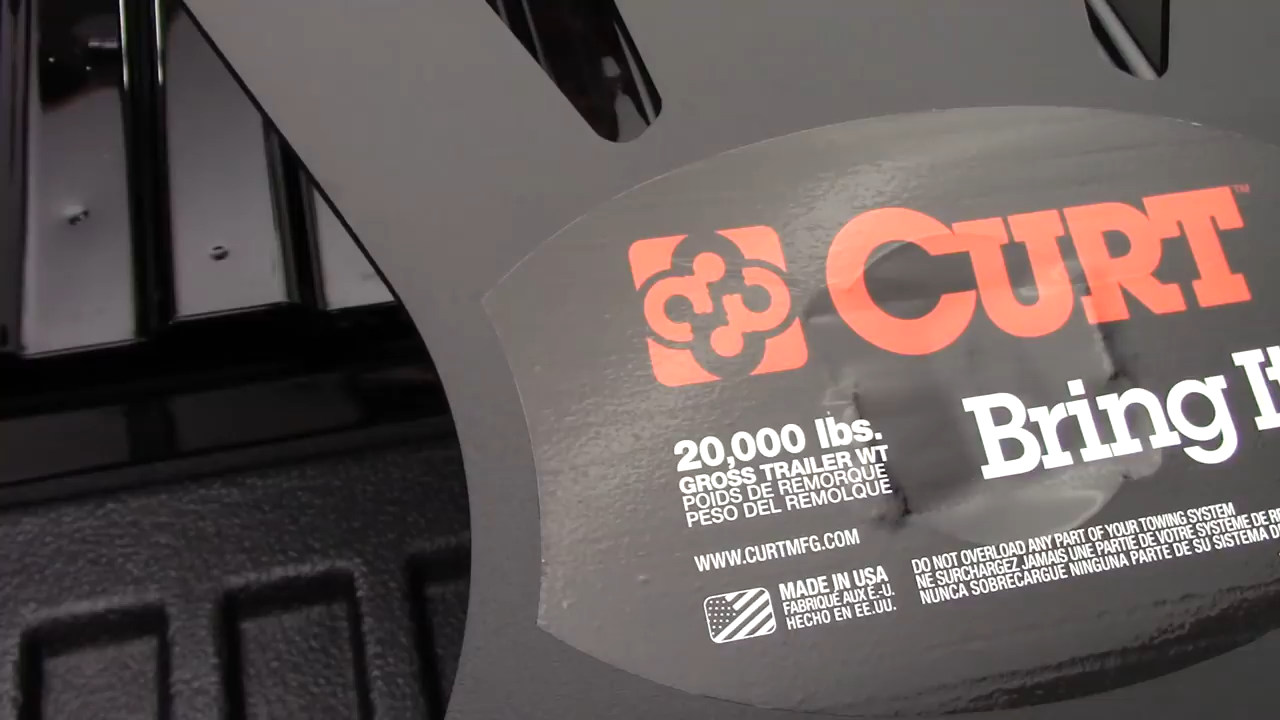 CURT™
Bring
20,000 lbs.
GROSS TRAILER WT
POIDS DE REMORQUE
PESO DEL REMOLQUE
WWW.CURTMFG.COM
MADE IN USA
FABRIQUÉ AUX É.-U.
HECHO EN EE.UU.
DO NOT OVERLOAD ANY PART OF YOUR TOWING SYSTEM
NE SURCHARGEZ JAMAIS UNE PARTIE DE VOTRE SYSTÈME DE
NUNCA SOBRECARGUE NINGUNA PARTE DE SU SISTEMA